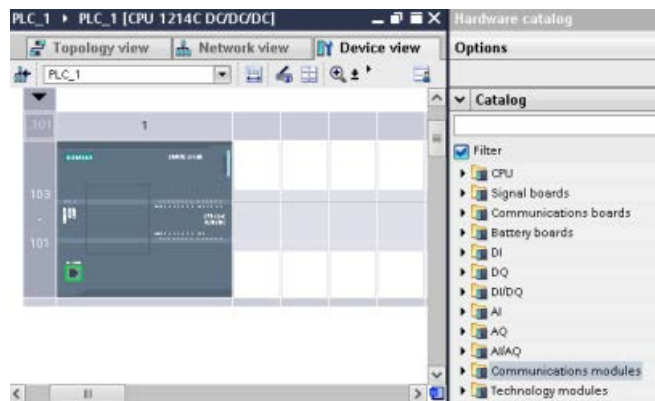 PLC_1 ▸ PLC_1 [CPU 1214C DC/DC/DC]
Topology view
Network view
Device view
PLC_1
101
1
103
-
101
SIEMENS
Hardware catalog
Options
Catalog
Filter
CPU
Signal boards
Communications boards
Battery boards
DI
DQ
DI/DQ
AI
AQ
AI/AQ
Communications modules
Technology modules